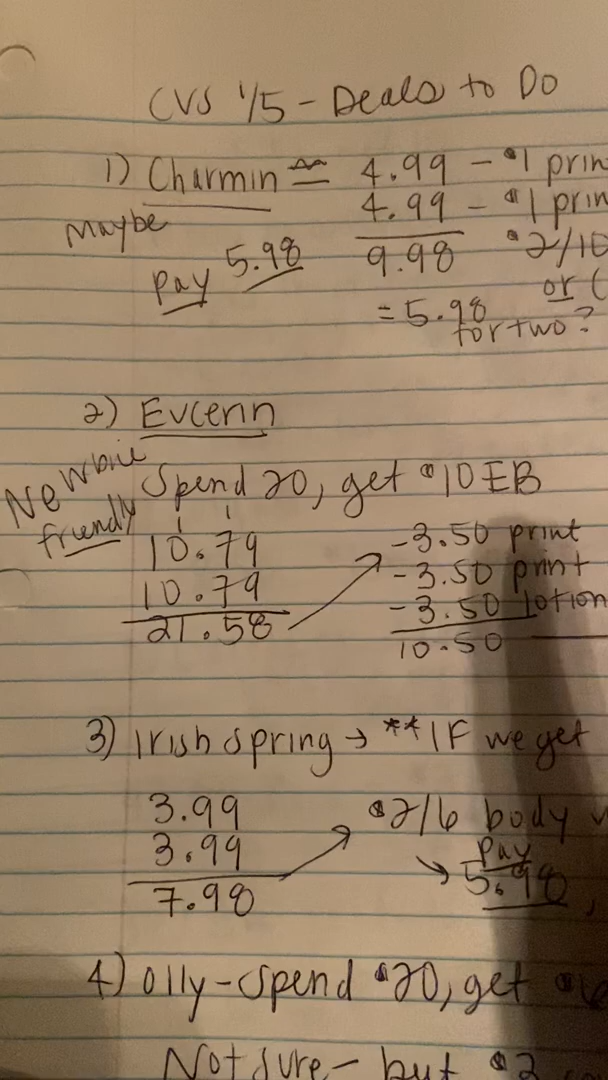 CVS 1/5 - Deals to Do
1) Charmin 4.99 - $1 prin
Maybe 4.99 - $1 prin
pay 5.98 9.98 $2/10
or (
= 5.98
for two?
2) Eucerin
Newbie
friendly
Spend 20, get $10 EB
10.79 -3.50 print
10.79 -3.50 print
21.58 -3.50 lotion
10.50
3) Irish Spring → **IF we get
3.99 $2/6 body
3.99 pay
7.98 → 5.98
4) Olly - Spend $20, get
Not sure - but $2